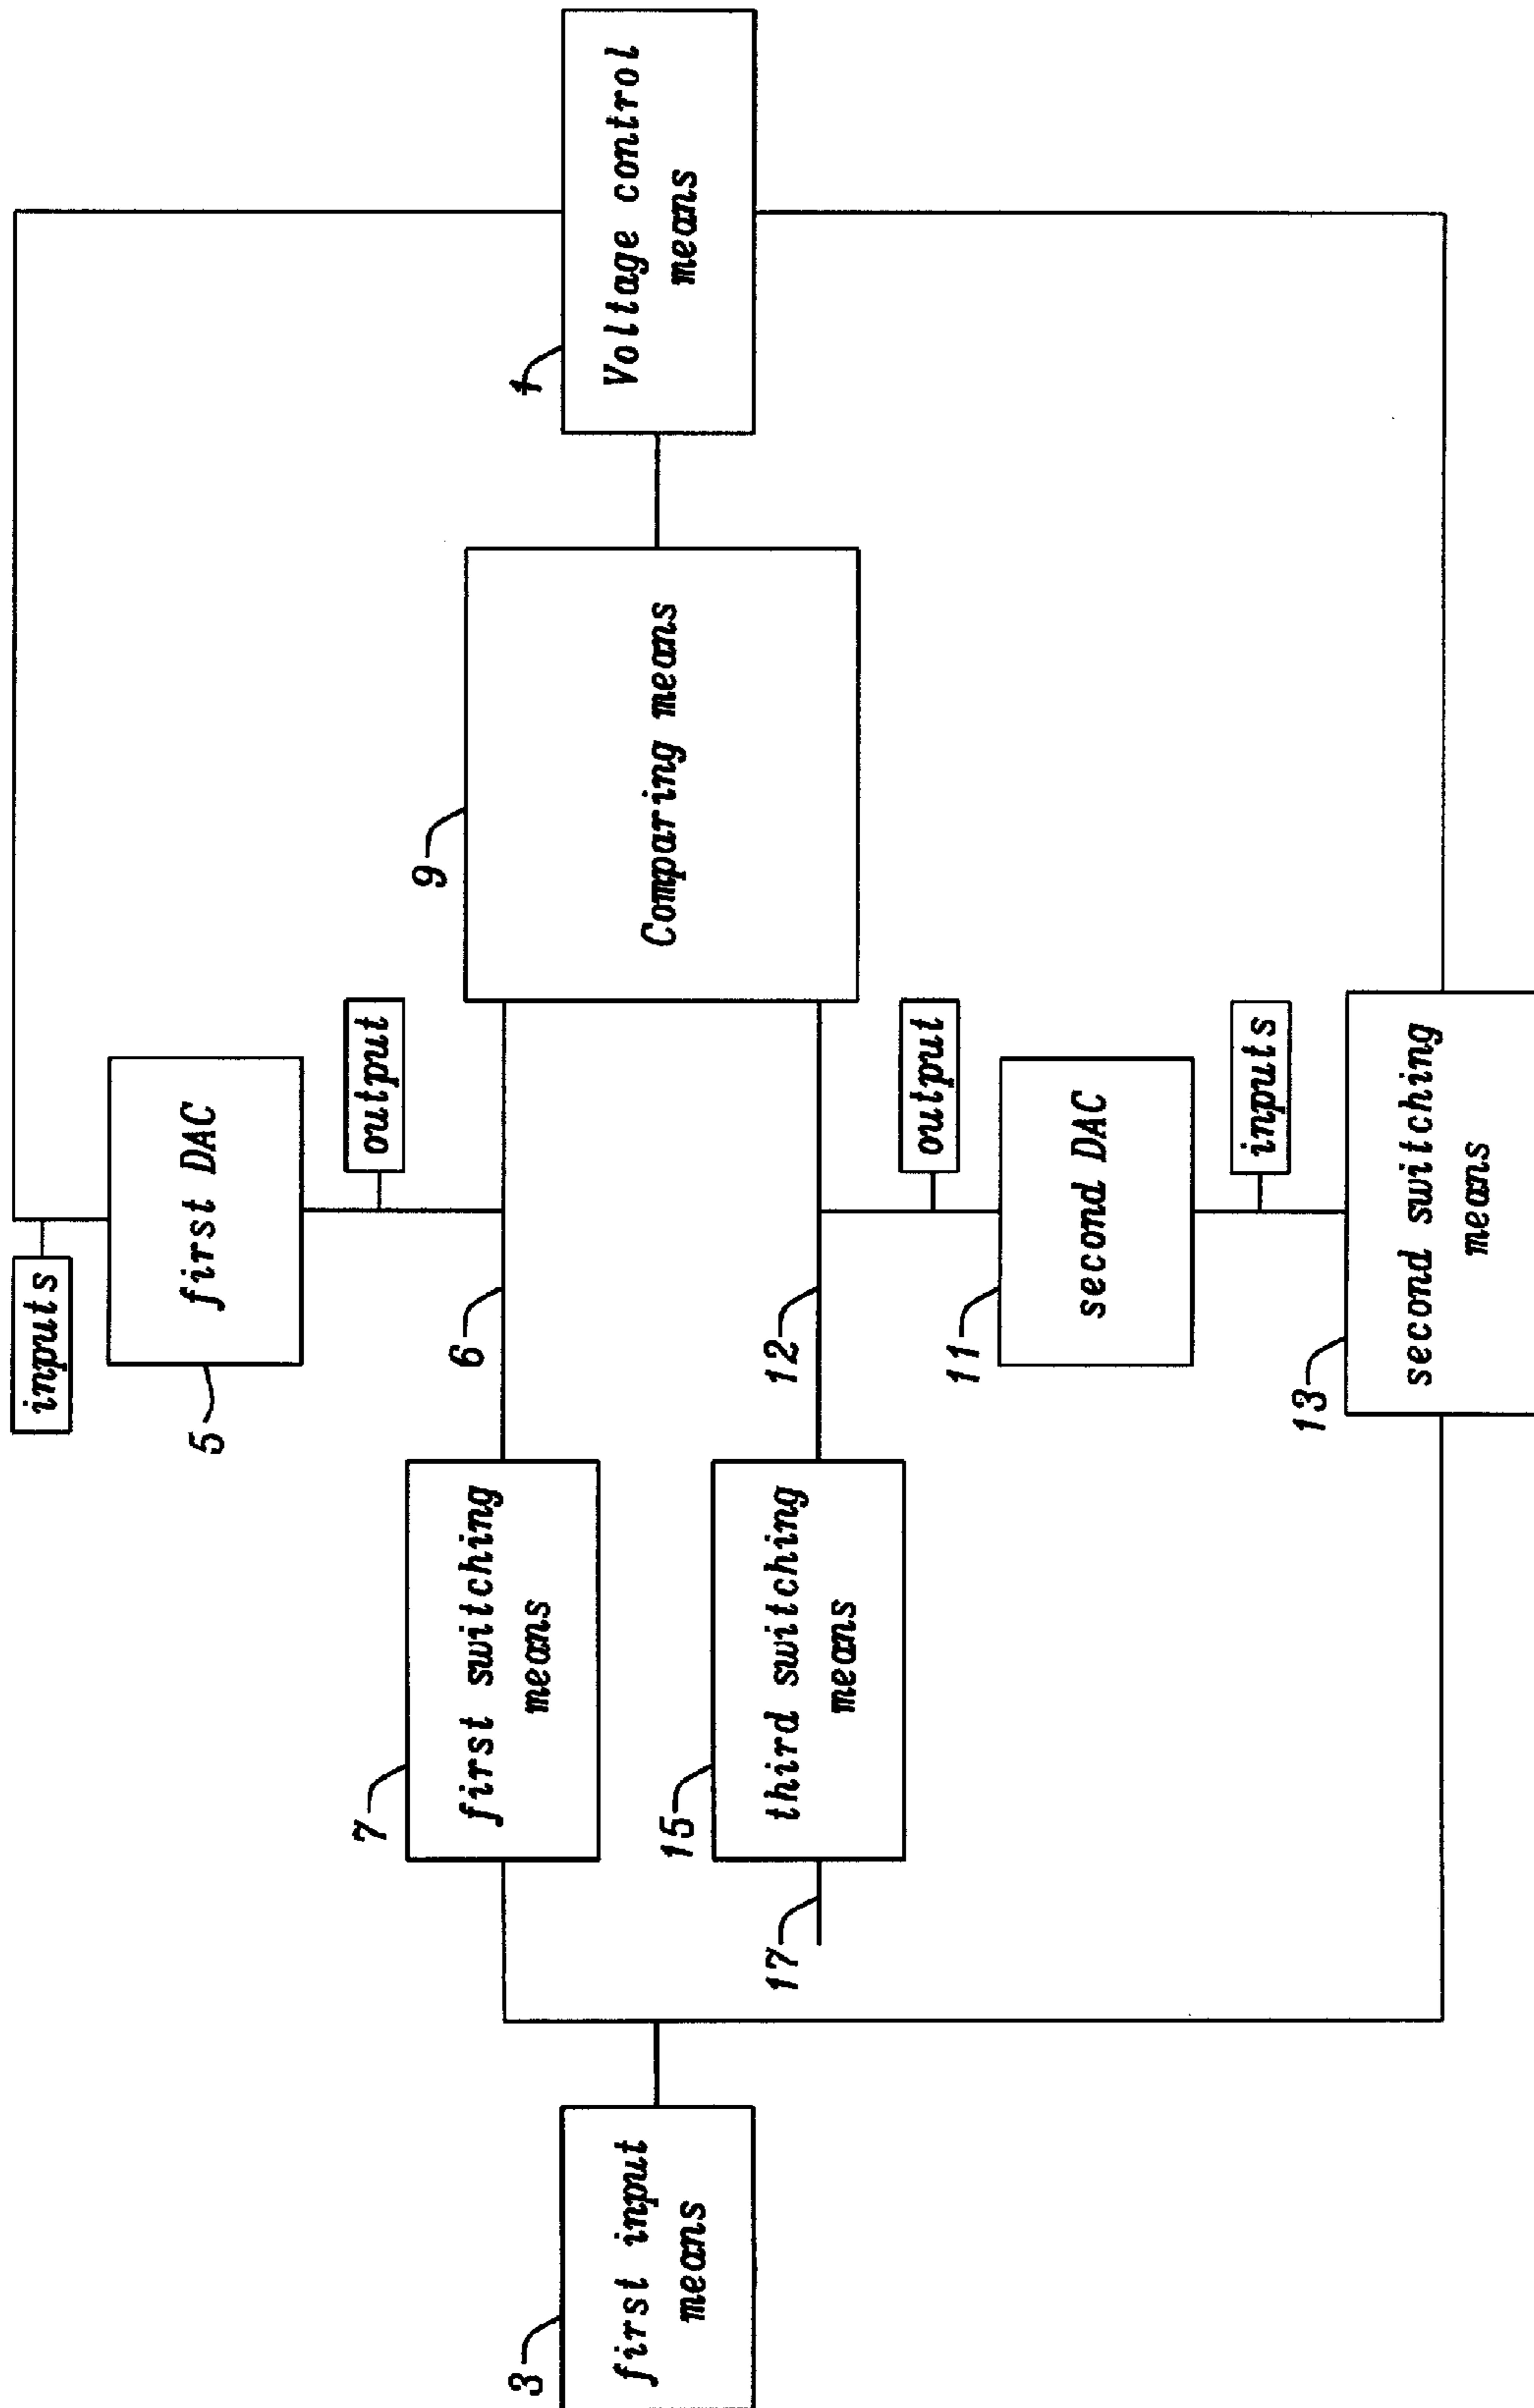 inputs
5
first DAC
output
7
first switching
means
6
9
Comparing means
1
Voltage control
means
3
first input
means
17
15
third switching
means
12
output
11
second DAC
inputs
13
second switching
means